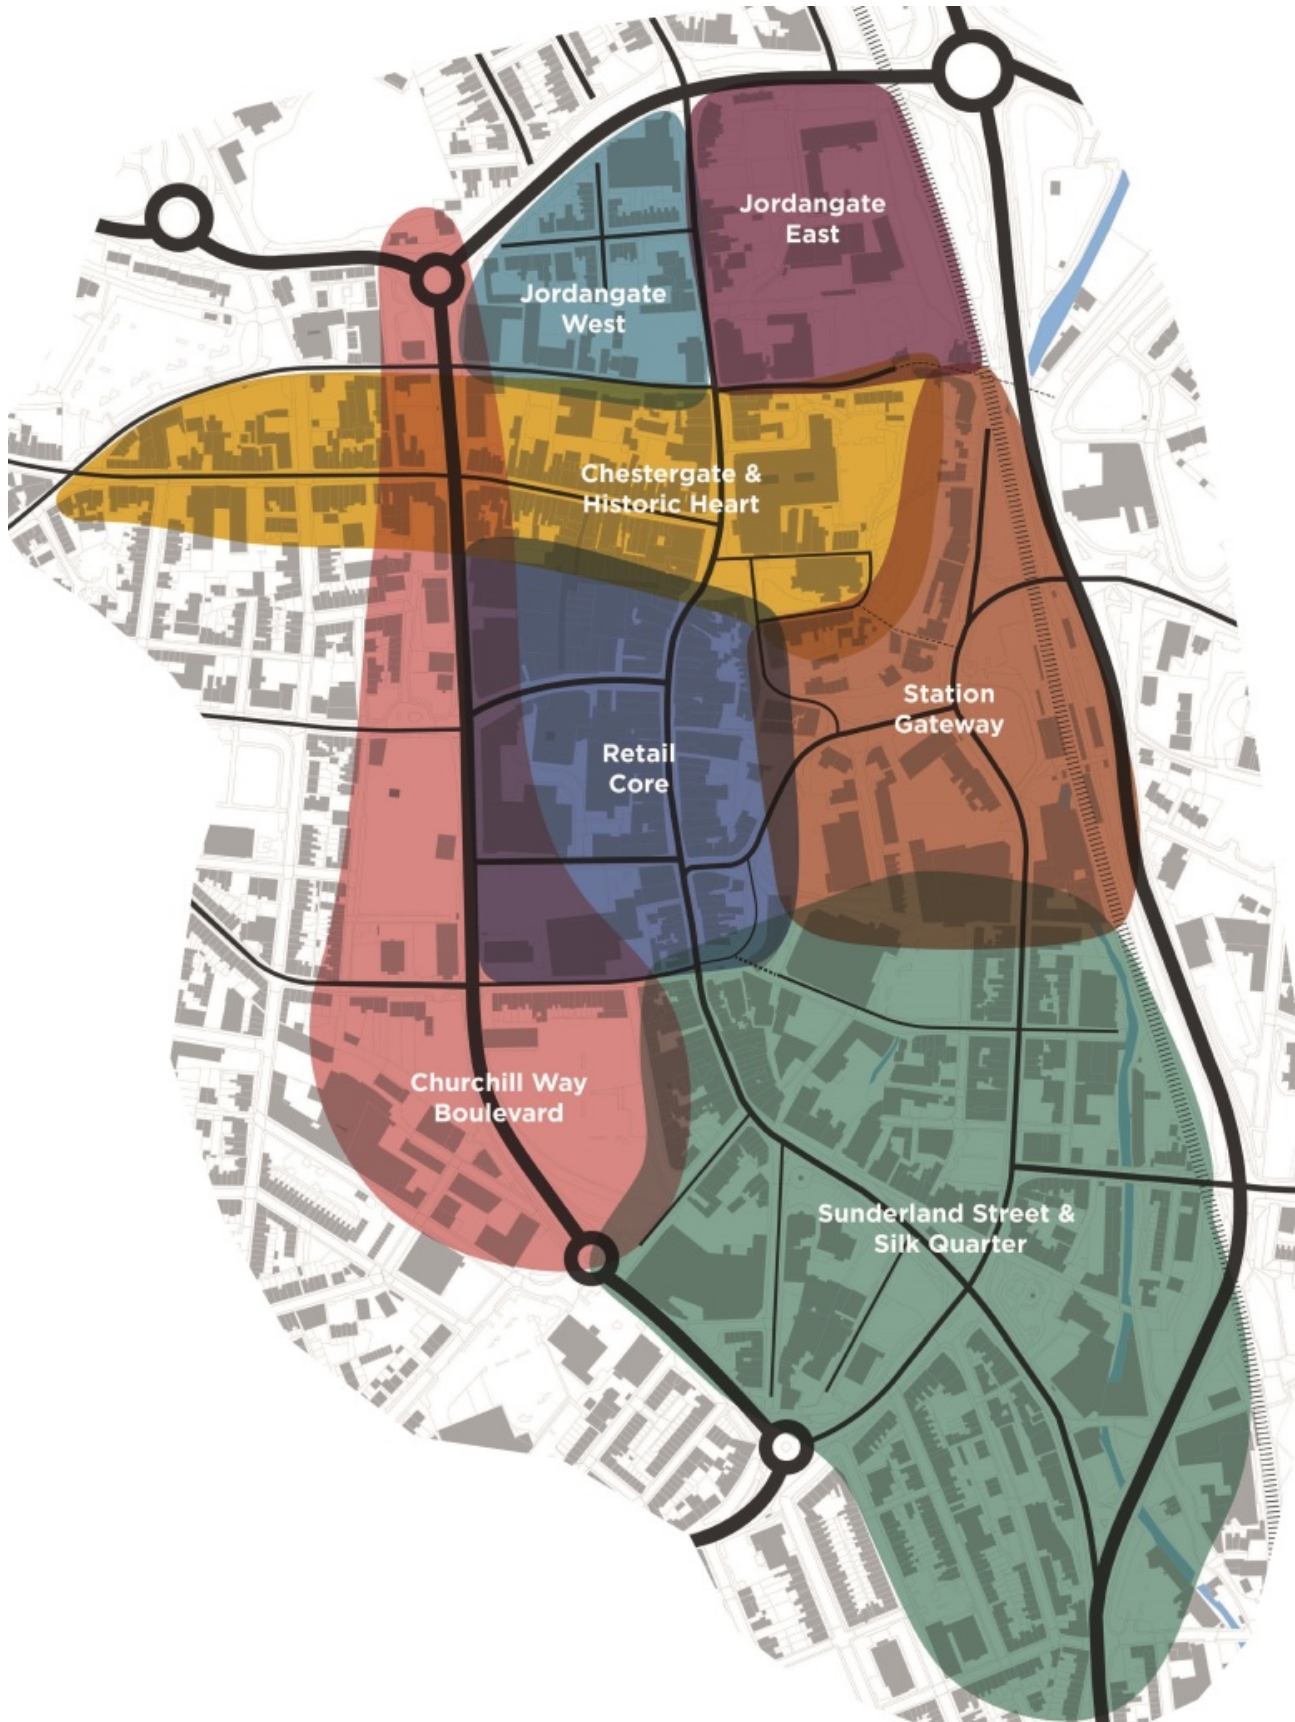 Jordangate
East
Jordangate
West
Chestergate &
Historic Heart
Station
Gateway
Retail
Core
Churchill Way
Boulevard
Sunderland Street &
Silk Quarter